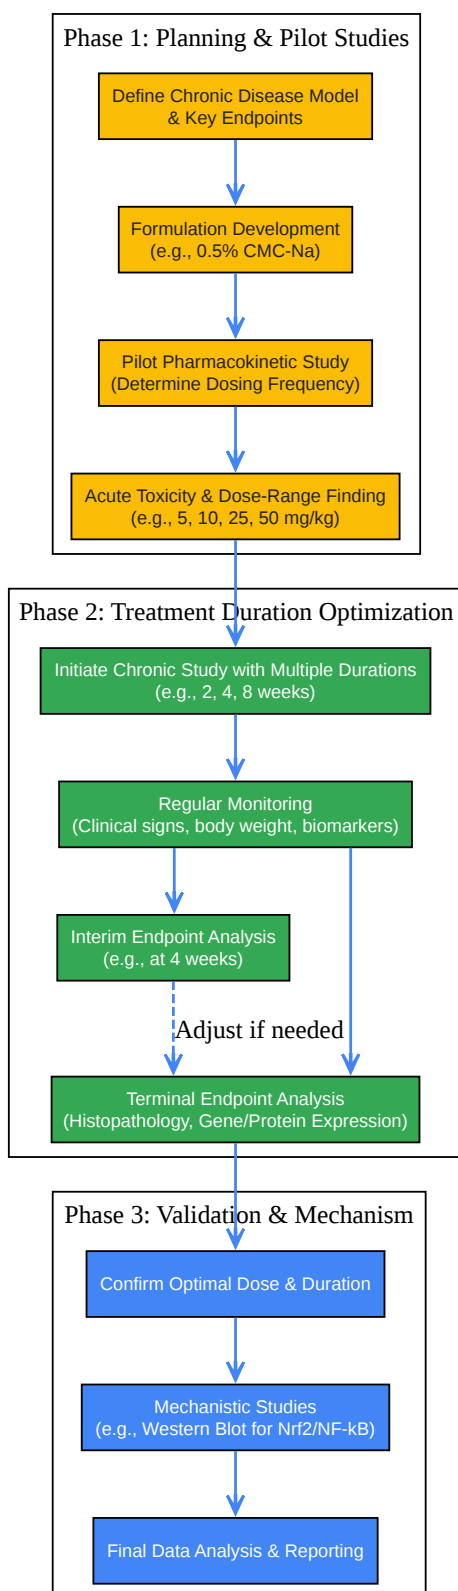 Phase 1: Planning & Pilot Studies
Define Chronic Disease Model
& Key Endpoints
Formulation Development
(e.g., 0.5% CMC-Na)
Pilot Pharmacokinetic Study
(Determine Dosing Frequency)
Acute Toxicity & Dose-Range Finding
(e.g., 5, 10, 25, 50 mg/kg)
Phase 2: Treatment Duration Optimization
Initiate Chronic Study with Multiple Durations
(e.g., 2, 4, 8 weeks)
Regular Monitoring
(Clinical signs, body weight, biomarkers)
Interim Endpoint Analysis
(e.g., at 4 weeks)
Adjust if needed
Terminal Endpoint Analysis
(Histopathology, Gene/Protein Expression)
Phase 3: Validation & Mechanism
Confirm Optimal Dose & Duration
Mechanistic Studies
(e.g., Western Blot for Nrf2/NF-kB)
Final Data Analysis & Reporting